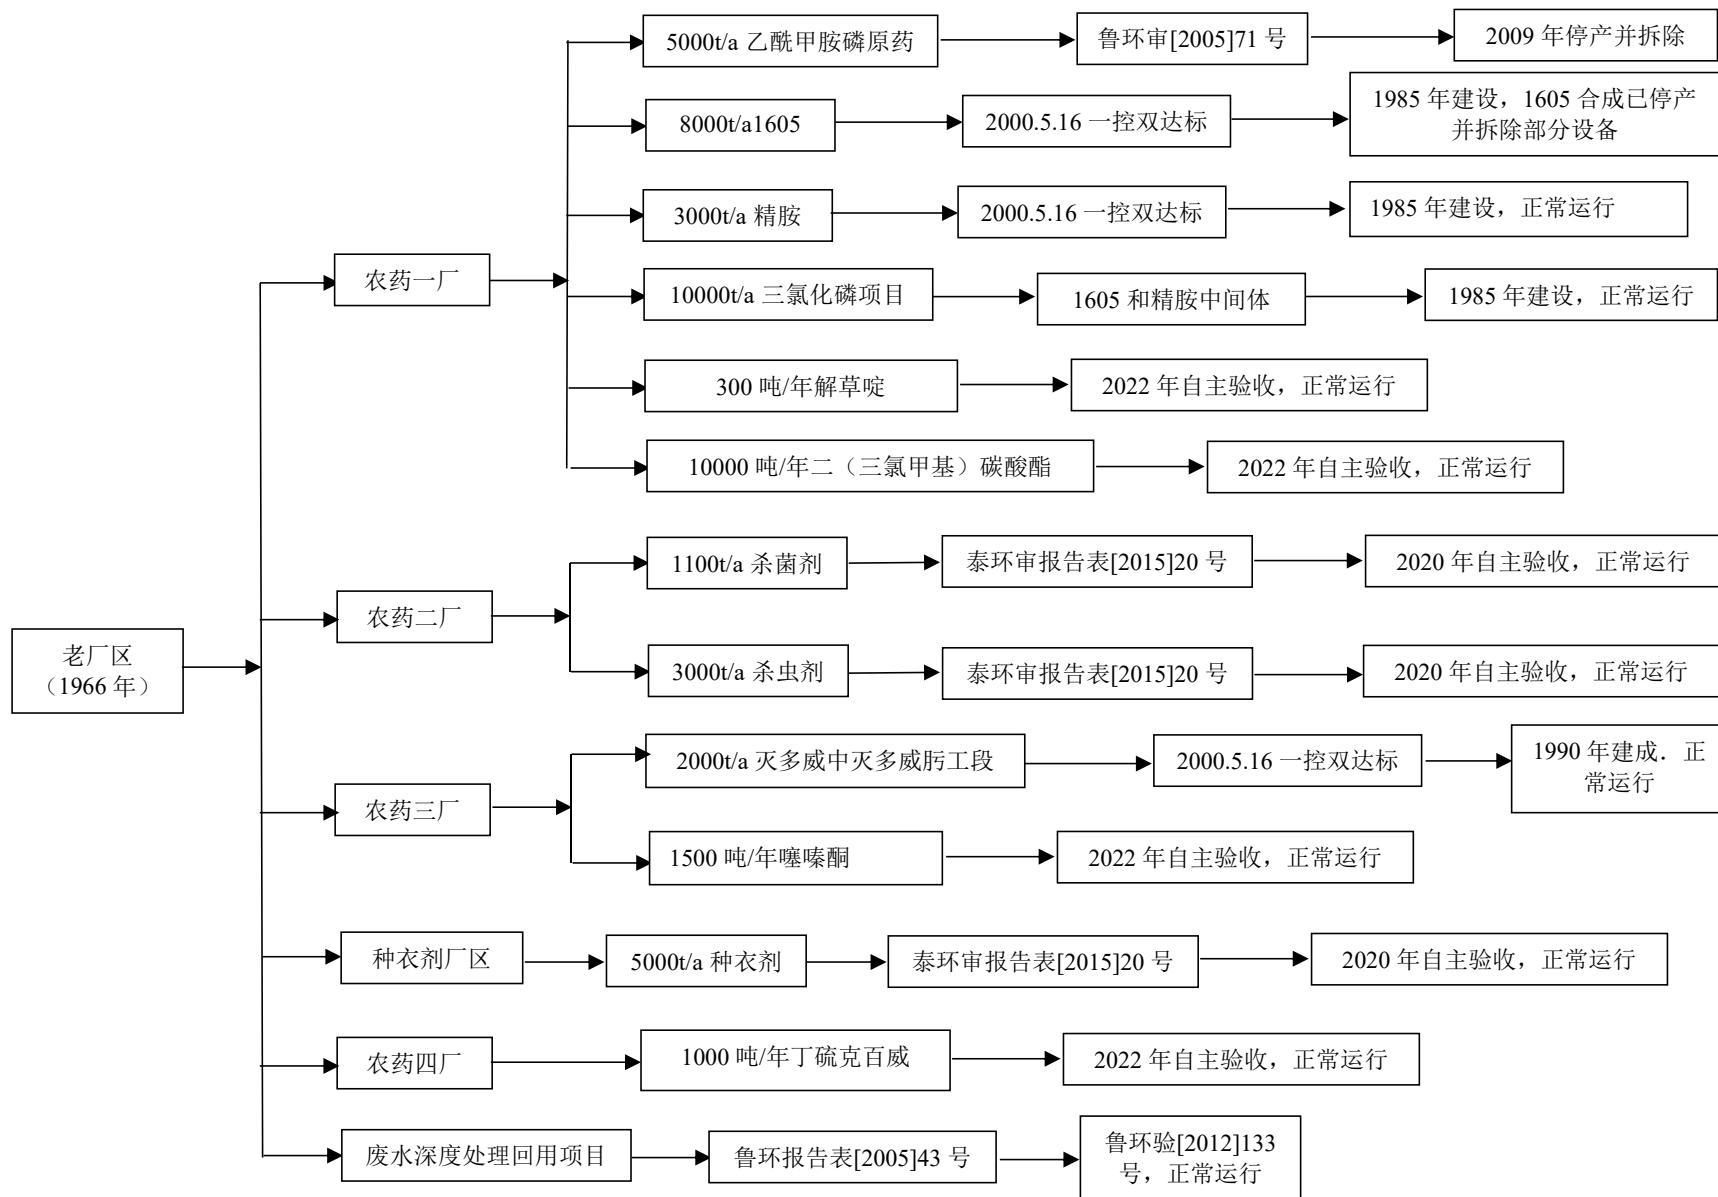 5000t/a 乙酰甲胺磷原药
鲁环审[2005]71 号
2009 年停产并拆除
8000t/a1605
2000.5.16 一控双达标
1985 年建设，1605 合成已停产
并拆除部分设备
3000t/a 精胺
2000.5.16 一控双达标
1985 年建设，正常运行
农药一厂
10000t/a 三氯化磷项目
1605 和精胺中间体
1985 年建设，正常运行
300 吨/年解草啶
2022 年自主验收，正常运行
10000 吨/年二（三氯甲基）碳酸酯
2022 年自主验收，正常运行
1100t/a 杀菌剂
泰环审报告表[2015]20 号
2020 年自主验收，正常运行
农药二厂
老厂区
（1966 年）
3000t/a 杀虫剂
泰环审报告表[2015]20 号
2020 年自主验收，正常运行
2000t/a 灭多威中灭多威肟工段
2000.5.16 一控双达标
1990 年建成．正
常运行
农药三厂
1500 吨/年噻嗪酮
2022 年自主验收，正常运行
种衣剂厂区
5000t/a 种衣剂
泰环审报告表[2015]20 号
2020 年自主验收，正常运行
农药四厂
1000 吨/年丁硫克百威
2022 年自主验收，正常运行
废水深度处理回用项目
鲁环报告表[2005]43 号
鲁环验[2012]133
号，正常运行